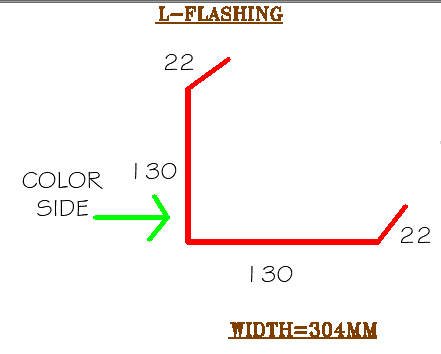 L-FLASHING
22
130
COLOR
SIDE
22
130
WIDTH=304MM